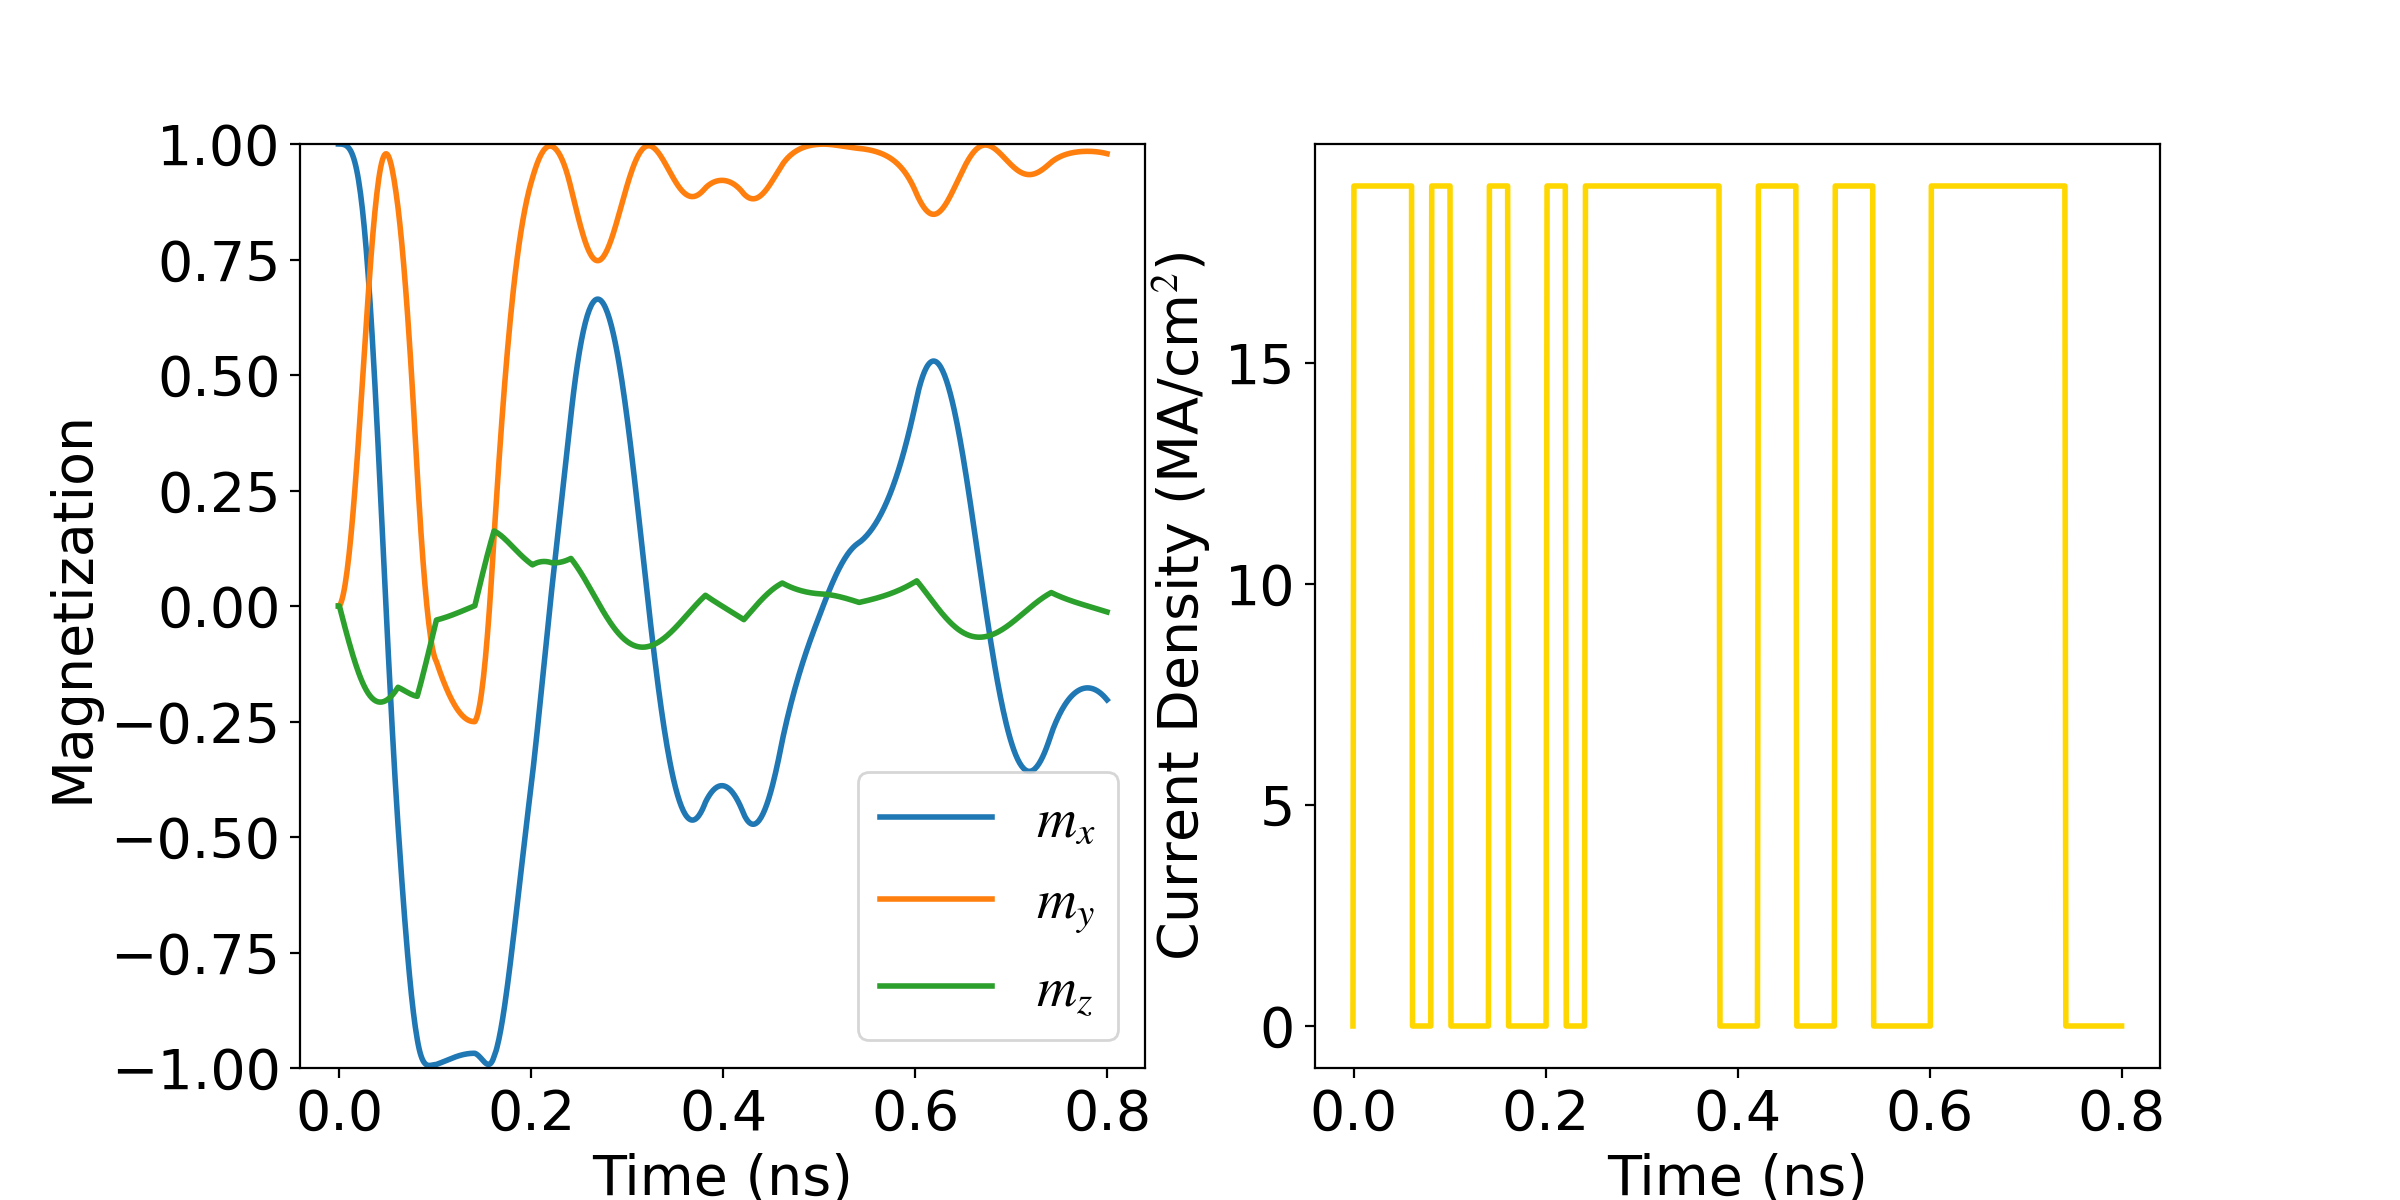 Magnetization
1.00
0.75
0.50
0.25
0.00
−0.25
−0.50
−0.75
−1.00
0.0 0.2 0.4 0.6 0.8
Time (ns)
m_x
m_y
m_z
Current Density (MA/cm²)
15
10
5
0
0.0 0.2 0.4 0.6 0.8
Time (ns)